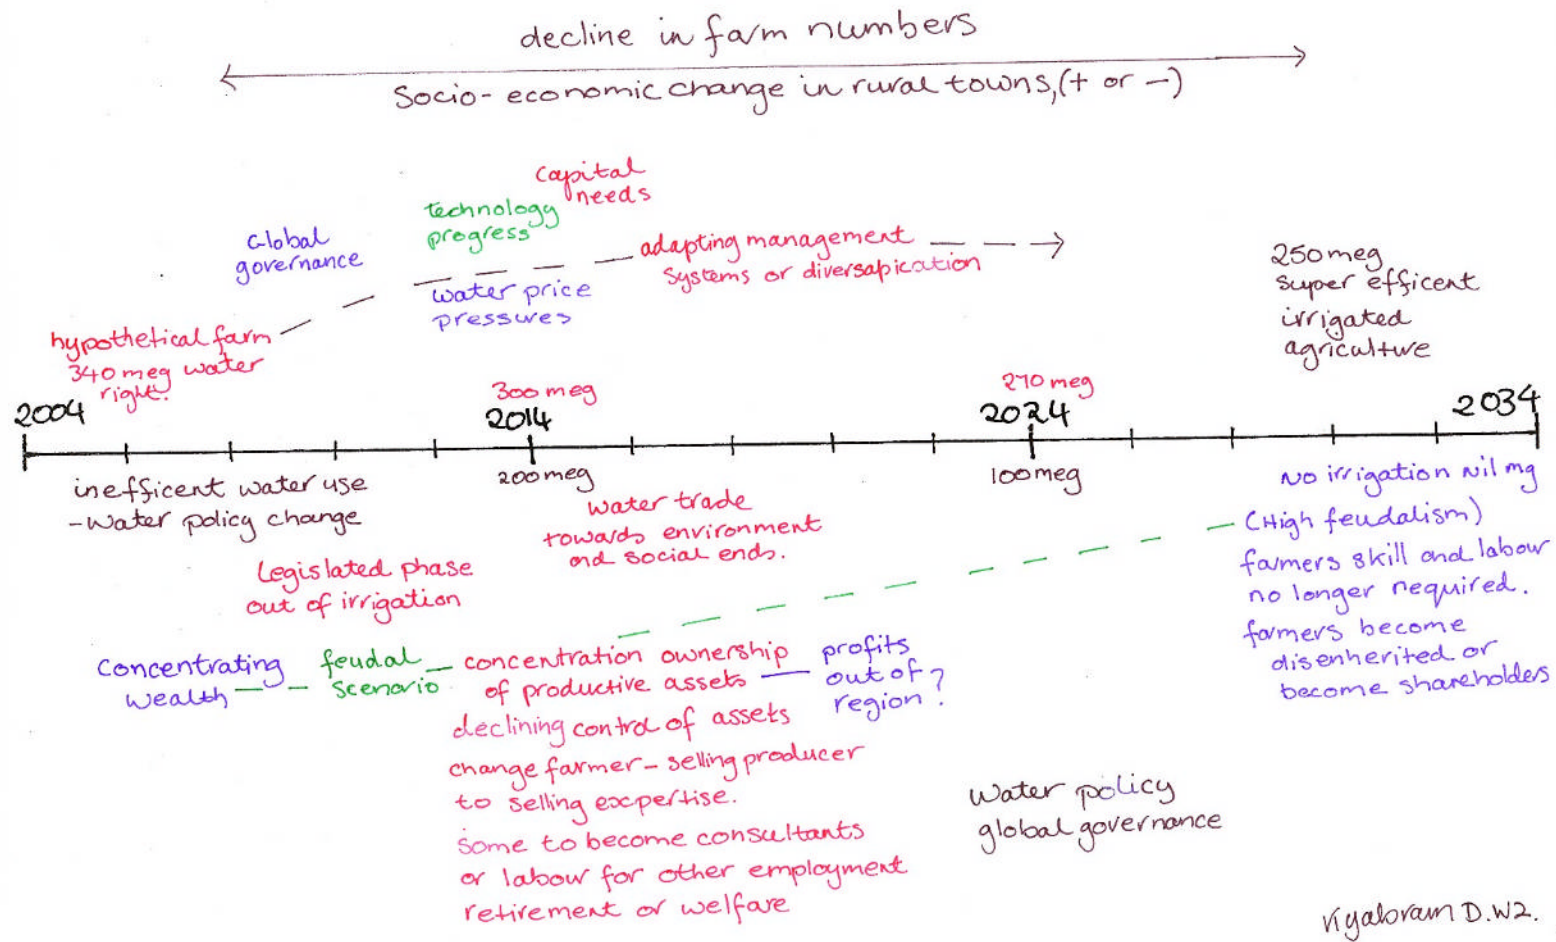 decline in farm numbers
Socio-economic change in rural towns, (+ or -)
Capital
needs
technology
progress
Global
governance
adapting management
systems or diversapication
water price
pressures
250 meg
super efficent
irrigated
agriculture
hypothetical farm
340 meg water
right.
300 meg
270 meg
2004
2014
2024
2034
inefficent water use
-Water policy change
200 meg
100 meg
Water trade
towards environment
and social ends.
Legislated phase
out of irrigation
No irrigation Nil mg
(High feudalism)
farmers skill and labour
no longer required.
farmers become
disenherited or
become shareholders
Concentrating
wealth
feudal
scenario
concentration ownership
of productive assets
profits
out of
region?
declining control of assets
change farmer - selling producer
to selling expertise.
Some to become consultants
or labour for other employment
retirement or welfare
Water policy
global governance
D.W2.